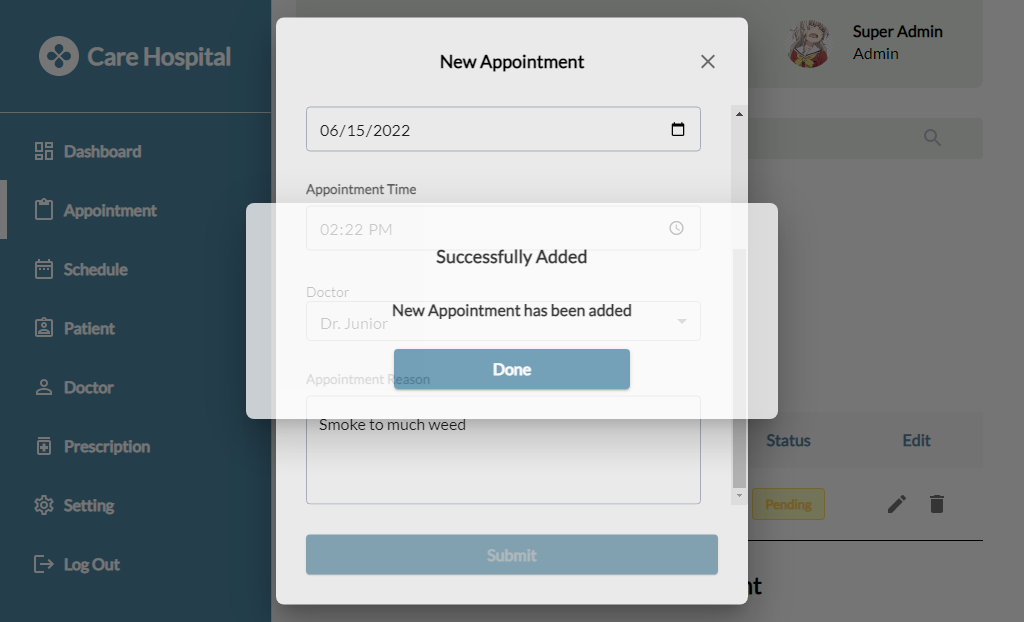 Care Hospital
Dashboard
Appointment
Schedule
Patient
Doctor
Prescription
Setting
Log Out
Super Admin
Admin
New Appointment
06/15/2022
Appointment Time
02:22 PM
Successfully Added
Doctor
New Appointment has been added
Dr. Junior
Done
Appointment Reason
Smoke to much weed
Submit
Status Edit
Pending